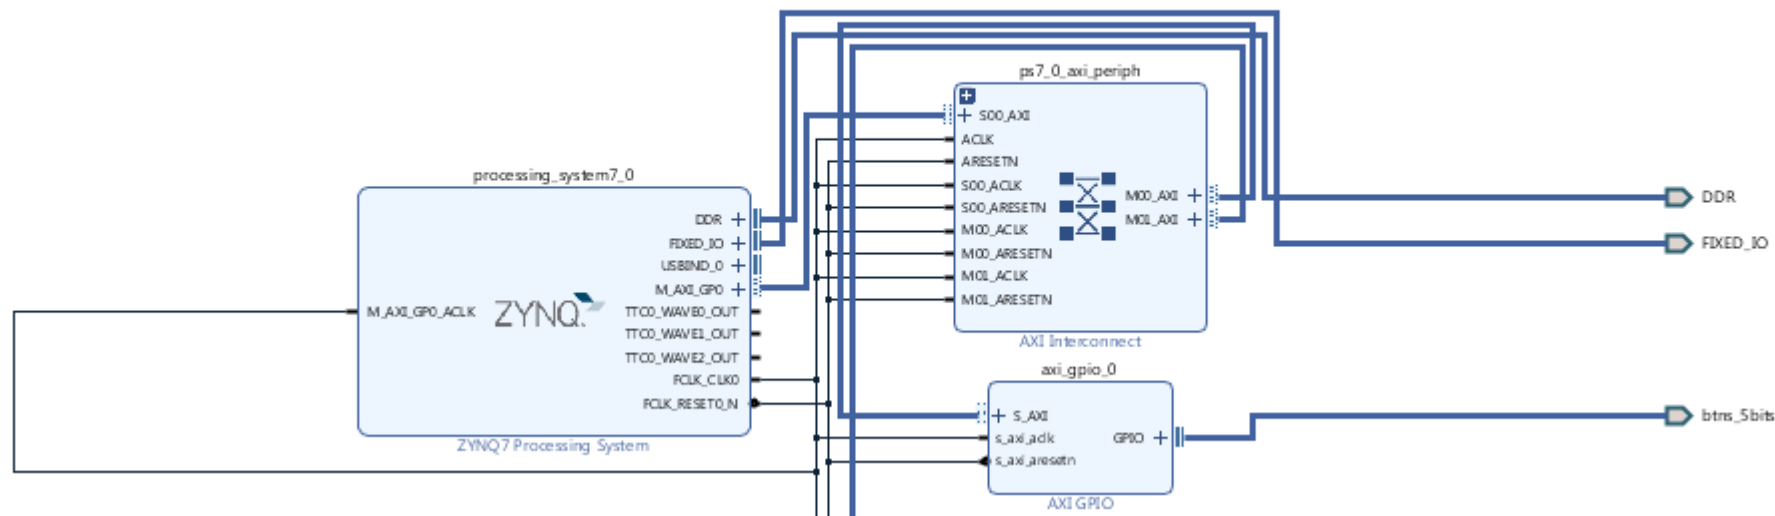 processing_system7_0
DDR
FIXED_IO
USBIND_0
M_AXI_GP0
M_AXI_GP0_ACLK
ZYNQ.
TTC0_WAVE0_OUT
TTC0_WAVE1_OUT
TTC0_WAVE2_OUT
FCLK_CLK0
FCLK_RESET0_N
ZYNQ7 Processing System
ps7_0_axi_periph
S00_AXI
ACLK
ARESETN
S00_ACLK
S00_ARESETN
M00_ACLK
M00_ARESETN
M01_ACLK
M01_ARESETN
M00_AXI
M01_AXI
AXI Interconnect
axi_gpio_0
S_AXI
s_axi_aclk
s_axi_aresetn
GPIO
AXI GPIO
DDR
FIXED_IO
btns_5bits